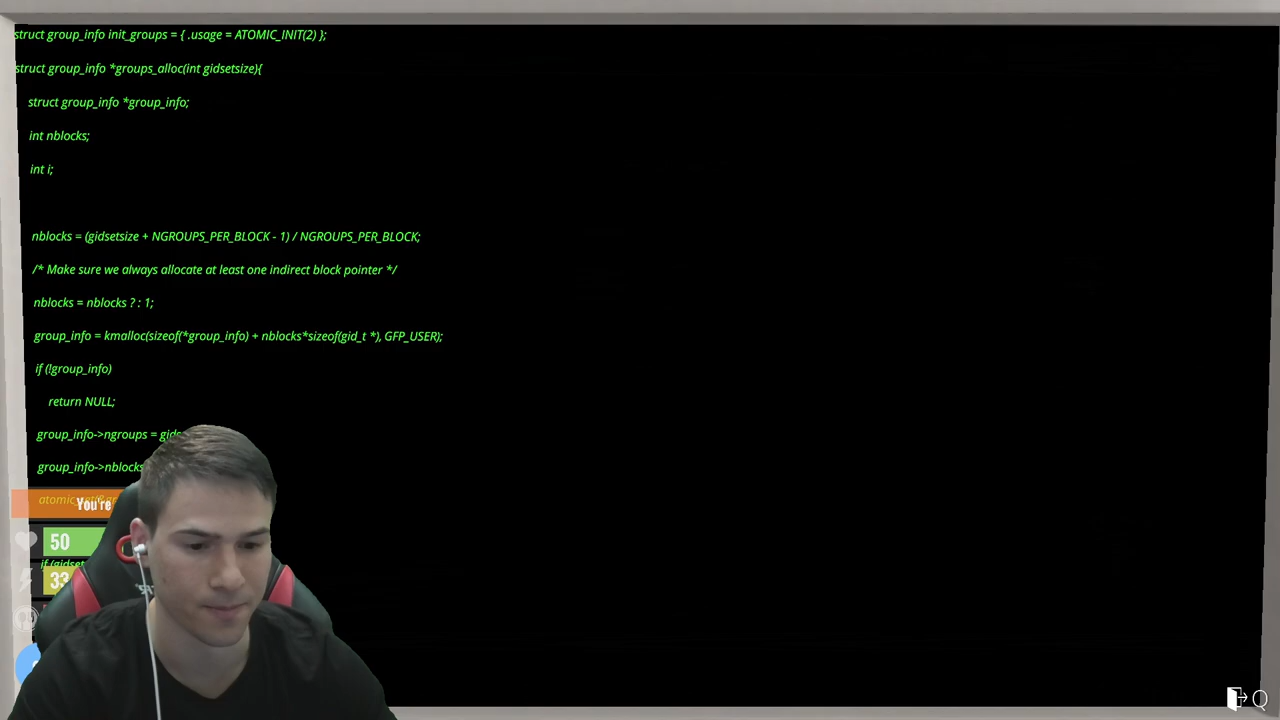 struct group_info init_groups = { .usage = ATOMIC_INIT(2) };
struct group_info *groups_alloc(int gidsetsize){
struct group_info *group_info;
int nblocks;
int i;
nblocks = (gidsetsize + NGROUPS_PER_BLOCK - 1) / NGROUPS_PER_BLOCK;
/* Make sure we always allocate at least one indirect block pointer */
nblocks = nblocks ? : 1;
group_info = kmalloc(sizeof(*group_info) + nblocks*sizeof(gid_t *), GFP_USER);
if (!group_info)
return NULL;
group_info->ngroups =
group_info->nblocks
You're
50
if
33
Q